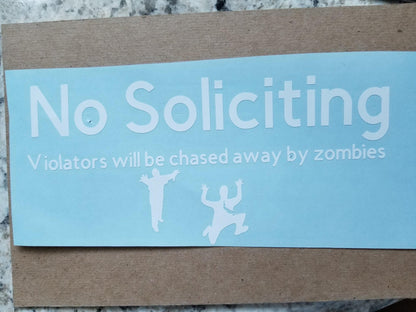 No Soliciting
Violators will be chased away by zombies